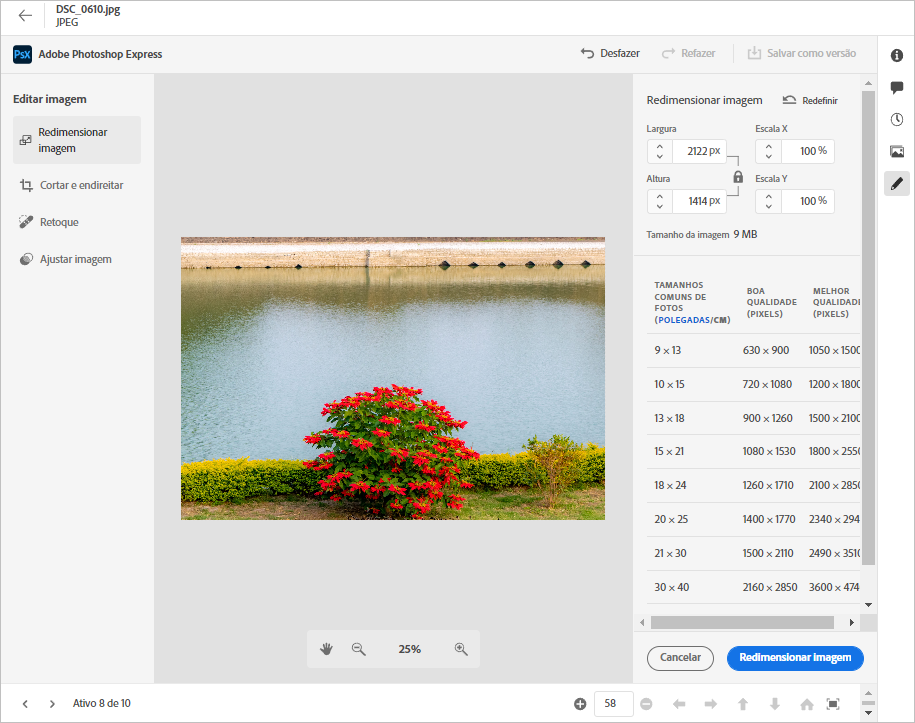 DSC_0610.jpg
JPEG
PsX Adobe Photoshop Express
Desfazer Refazer Salvar como versão
Editar imagem
Redimensionar
imagem
Cortar e endireitar
Retoque
Ajustar imagem
25%
Redimensionar imagem Redefinir
Largura Escala X
2122 px 100 %
Altura Escala Y
1414 px 100 %
Tamanho da imagem 9 MB
TAMANHOS
COMUNS DE
FOTOS
(POLEGADAS/CM)
BOA
QUALIDADE
(PIXELS)
MELHOR
QUALIDADE
(PIXELS)
9 × 13 630 × 900 1050 × 1500
10 × 15 720 × 1080 1200 × 1800
13 × 18 900 × 1260 1500 × 2100
15 × 21 1080 × 1530 1800 × 2550
18 × 24 1260 × 1710 2100 × 2850
20 × 25 1400 × 1770 2340 × 294
21 × 30 1500 × 2110 2490 × 3510
30 × 40 2160 × 2850 3600 × 474
Cancelar Redimensionar imagem
Ativo 8 de 10
58